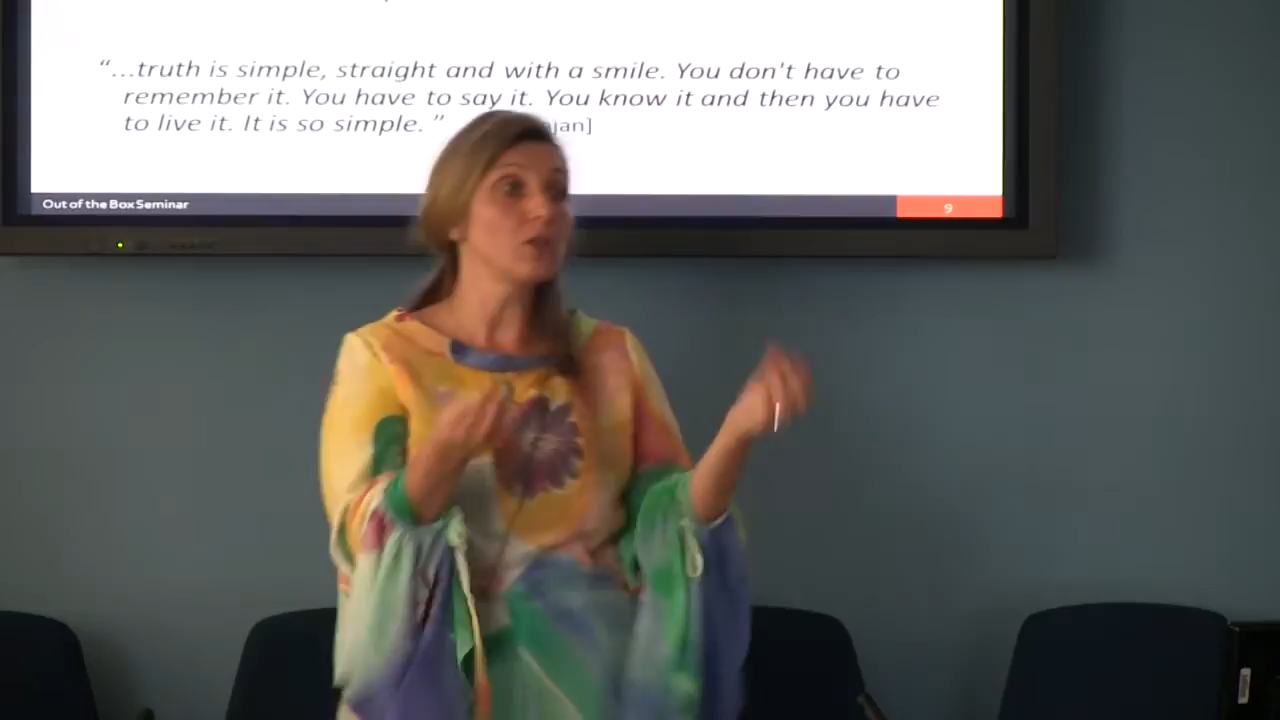 “…truth is simple, straight and with a smile. You don't have to
remember it. You have to say it. You know it and then you have
to live it. It is so simple. ”
Out of the Box Seminar
9